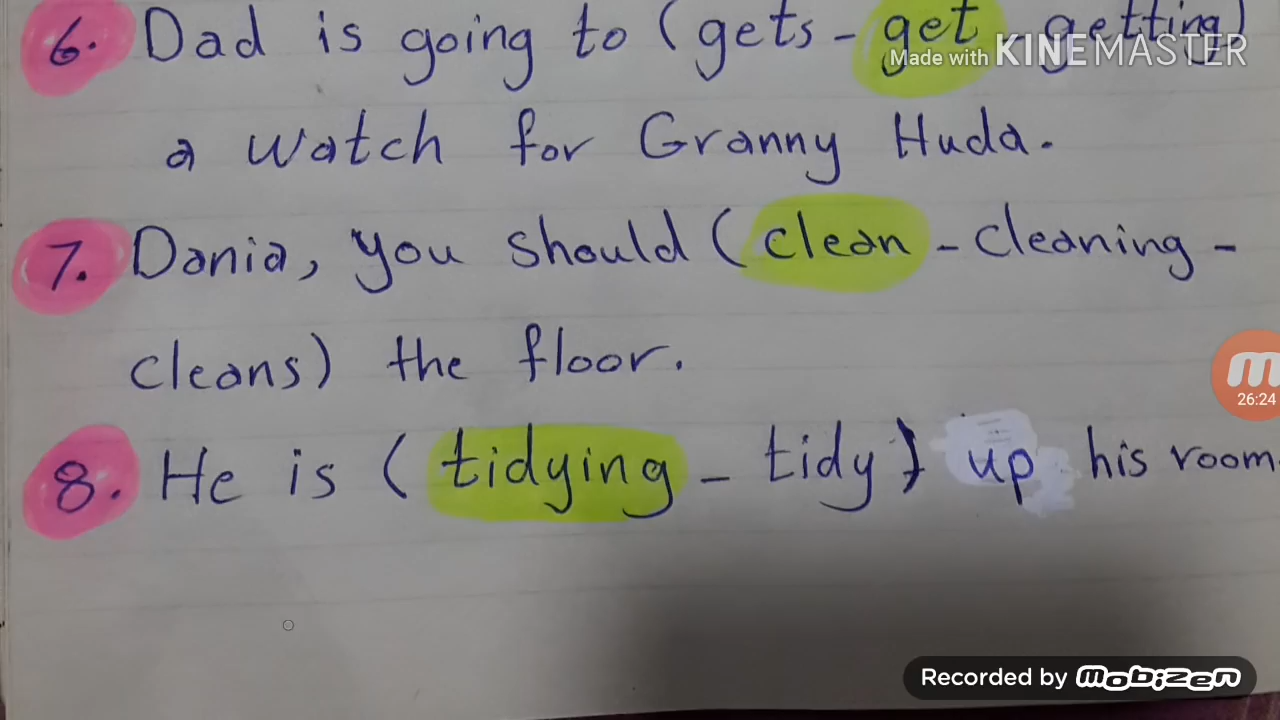 6. Dad is going to (gets - get - getting)
Made with KINEMASTER
a watch for Granny Huda.
7. Dania, you should (clean - cleaning -
cleans) the floor.
26:24
8. He is (tidying - tidy) up his room.
Recorded by mobizen